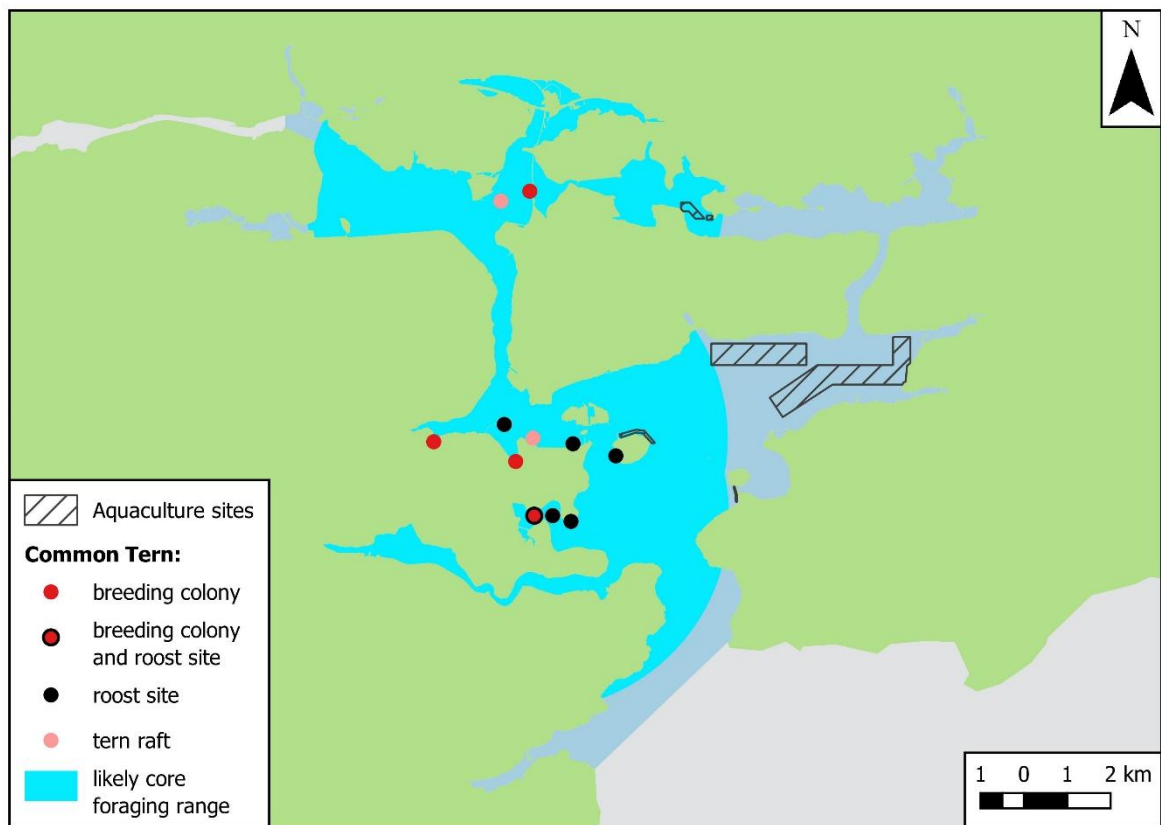 N
Aquaculture sites
Common Tern:
breeding colony
breeding colony
and roost site
roost site
tern raft
likely core
foraging range
1 0 1 2 km